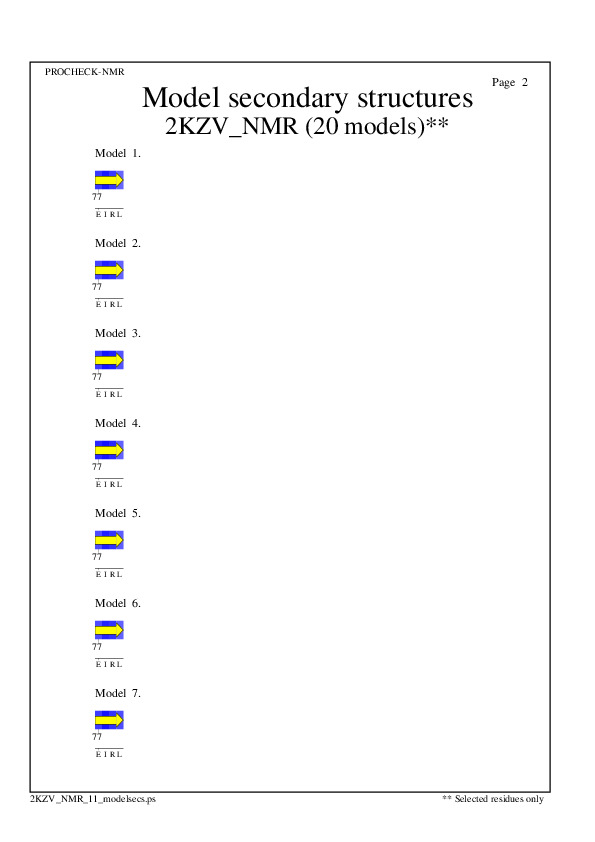 PROCHECK-NMR
Page 2
Model secondary structures
2KZV_NMR (20 models)**
Model 1.
77
E I R L
Model 2.
77
E I R L
Model 3.
77
E I R L
Model 4.
77
E I R L
Model 5.
77
E I R L
Model 6.
77
E I R L
Model 7.
77
E I R L
2KZV_NMR_11_modelsecs.ps
** Selected residues only